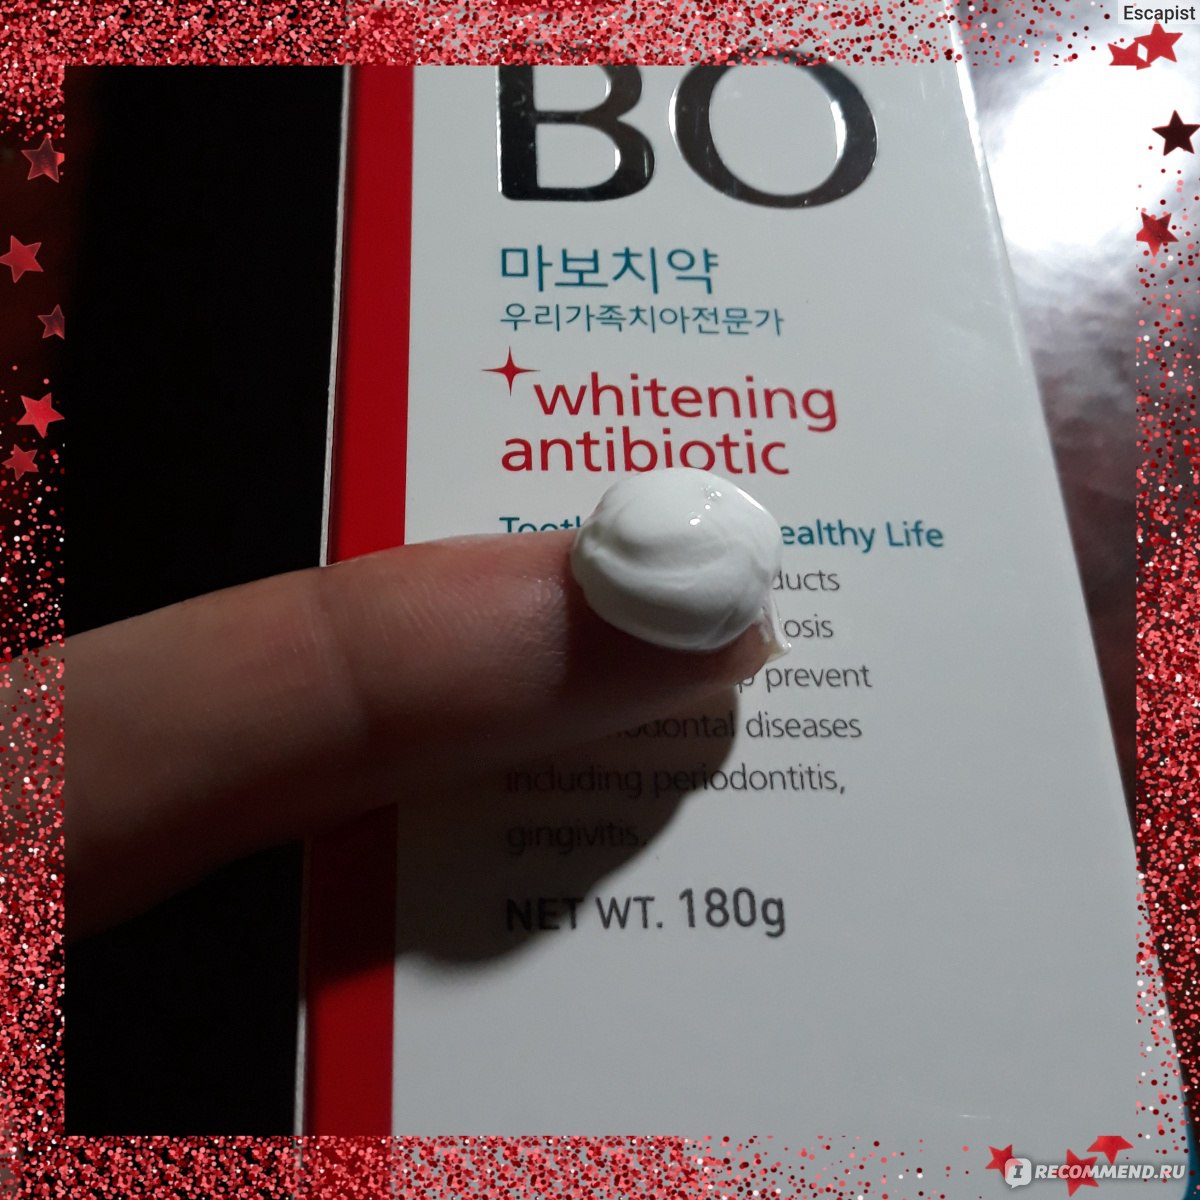 Escapist
BO
마보치약
우리가족치아전문가
whitening
antibiotic
ealthy Life
ducts
osis
prevent
odontal diseases
including periodontitis,
gingivitis.
NET WT. 180g
IRECOMMEND.RU